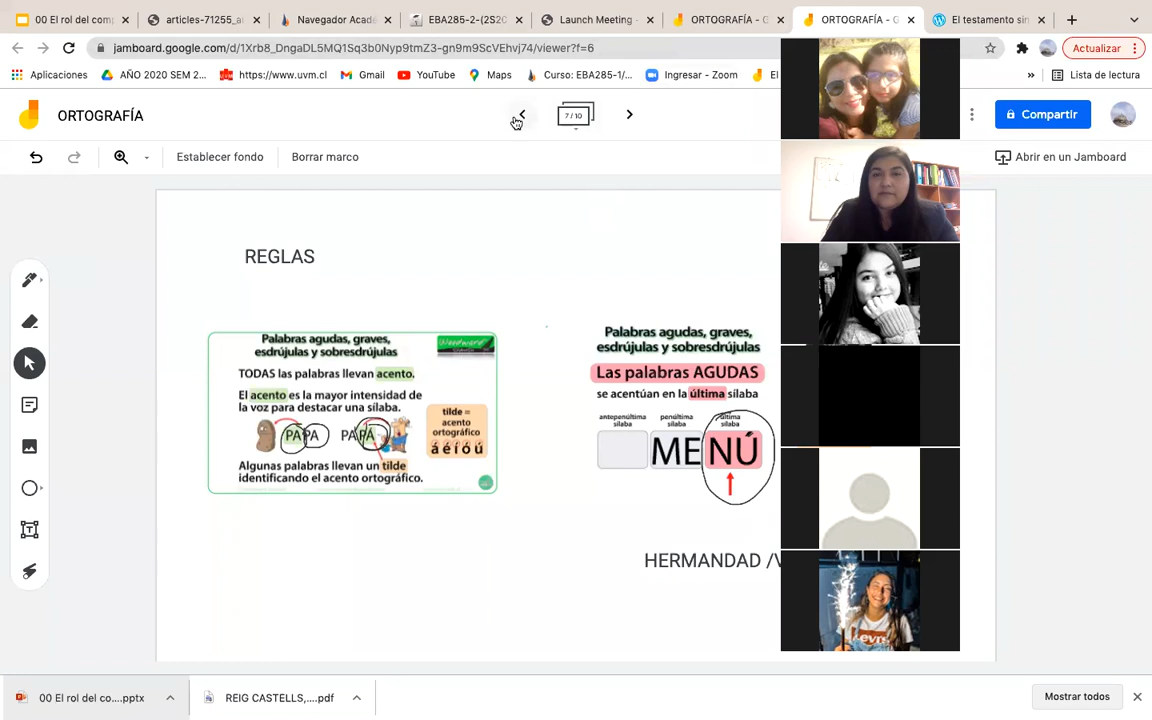 00 El rol del comp
articles-71255_a
Navegador Acade
EBA285-2-(2S2
Launch Meeting -
ORTOGRAFÍA - G
ORTOGRAFÍA - G
El testamento sin
jamboard.google.com/d/1Xrb8_DngaDL5MQ1Sq3b0Nyp9tmZ3-gn9m9ScVEhvj74/viewer?f=6
Actualizar
Aplicaciones
AÑO 2020 SEM 2...
https://www.uvm.cl
Gmail
YouTube
Maps
Curso: EBA285-1/...
Ingresar - Zoom
El
»
Lista de lectura
ORTOGRAFÍA
7 / 10
Compartir
Establecer fondo
Borrar marco
Abrir en un Jamboard
REGLAS
Palabras agudas, graves,
esdrújulas y sobresdrújulas
Woodward
TODAS las palabras llevan acento.
El acento es la mayor intensidad de
la voz para destacar una sílaba.
PAPA PAPÁ
tilde =
acento
ortográfico
á é í ó ú
Algunas palabras llevan un tilde
identificando el acento ortográfico.
Palabras agudas, graves,
esdrújulas y sobresdrújulas
Las palabras AGUDAS
se acentúan en la última sílaba
antepenúltima
sílaba
penúltima
sílaba
última
sílaba
MENÚ
HERMANDAD /
Levi's
00 El rol del co....pptx
REIG CASTELLS,....pdf
Mostrar todos